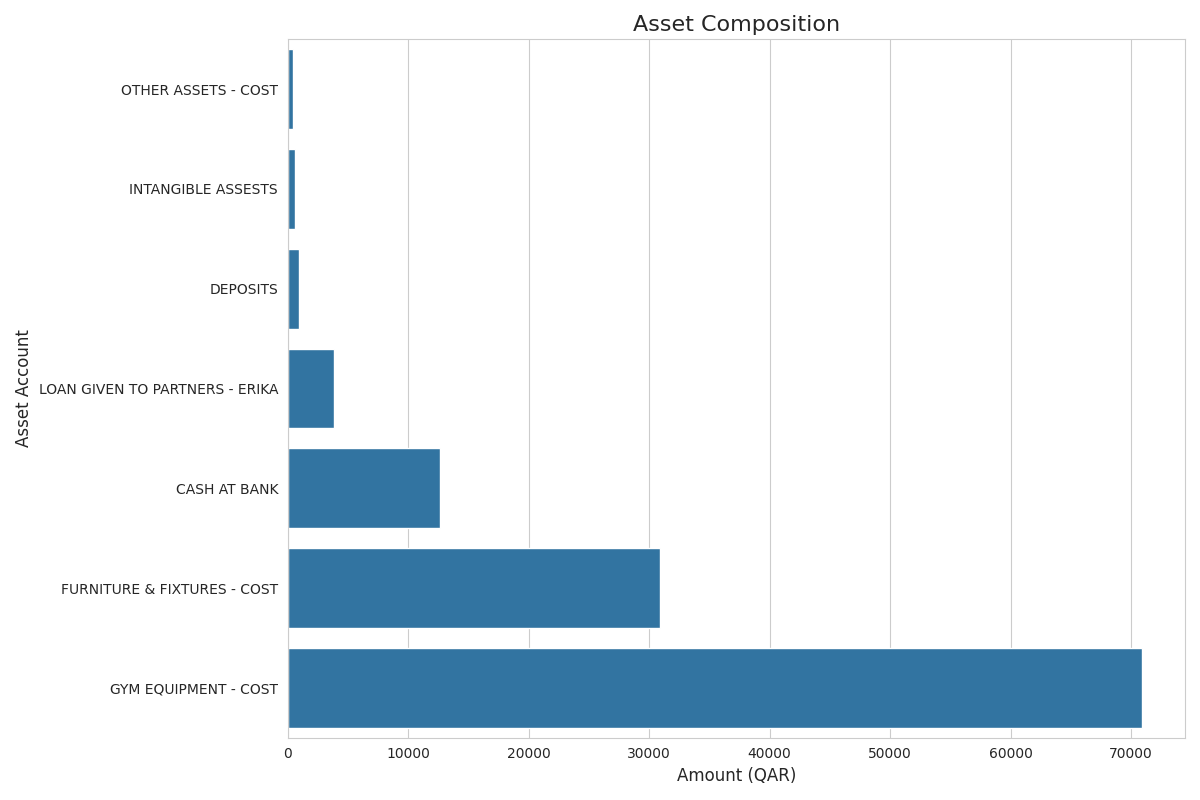 Asset Composition
OTHER ASSETS - COST
INTANGIBLE ASSESTS
DEPOSITS
LOAN GIVEN TO PARTNERS - ERIKA
CASH AT BANK
FURNITURE & FIXTURES - COST
GYM EQUIPMENT - COST
Asset Account
0 10000 20000 30000 40000 50000 60000 70000
Amount (QAR)